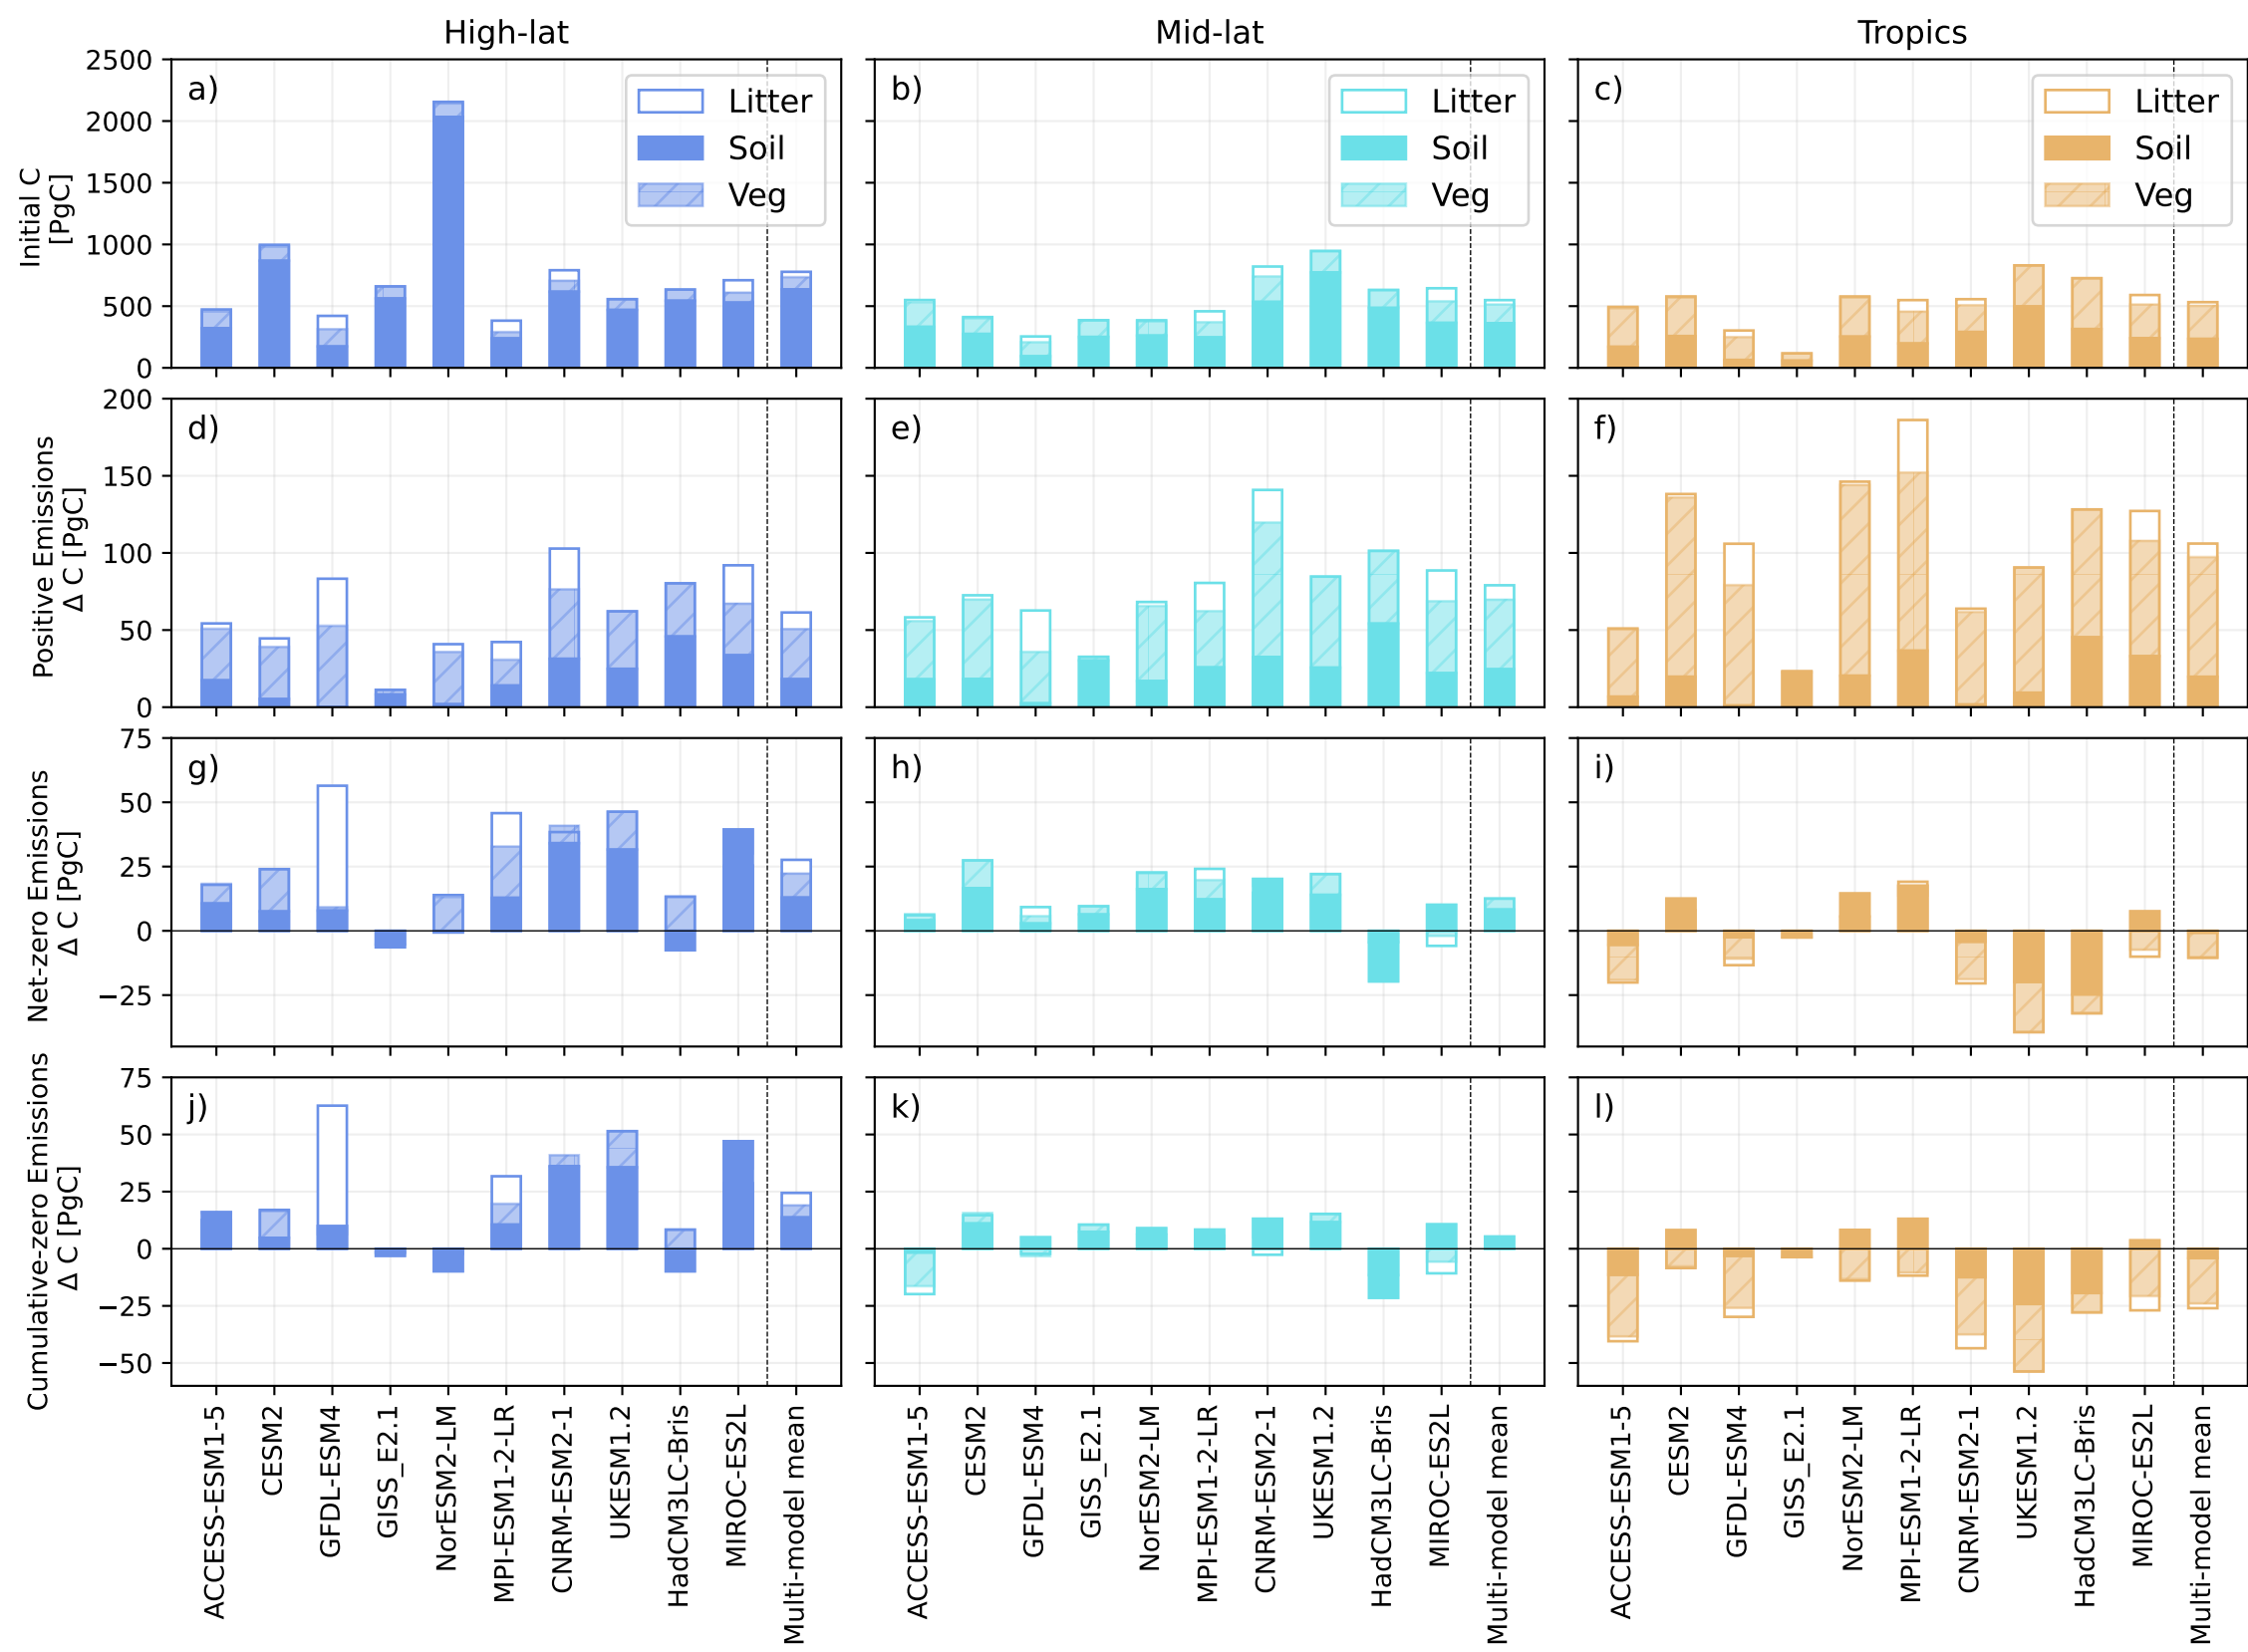 High-lat
Mid-lat
Tropics
Initial C
[PgC]
2500
2000
1500
1000
500
0
a)
Litter
Soil
Veg
b)
Litter
Soil
Veg
c)
Litter
Soil
Veg
Positive Emissions
Δ C [PgC]
200
150
100
50
0
d)
e)
f)
Net-zero Emissions
Δ C [PgC]
75
50
25
0
−25
g)
h)
i)
Cumulative-zero Emissions
Δ C [PgC]
75
50
25
0
−25
−50
j)
k)
l)
ACCESS-ESM1-5
CESM2
GFDL-ESM4
GISS_E2.1
NorESM2-LM
MPI-ESM1-2-LR
CNRM-ESM2-1
UKESM1.2
HadCM3LC-Bris
MIROC-ES2L
Multi-model mean
ACCESS-ESM1-5
CESM2
GFDL-ESM4
GISS_E2.1
NorESM2-LM
MPI-ESM1-2-LR
CNRM-ESM2-1
UKESM1.2
HadCM3LC-Bris
MIROC-ES2L
Multi-model mean
ACCESS-ESM1-5
CESM2
GFDL-ESM4
GISS_E2.1
NorESM2-LM
MPI-ESM1-2-LR
CNRM-ESM2-1
UKESM1.2
HadCM3LC-Bris
MIROC-ES2L
Multi-model mean